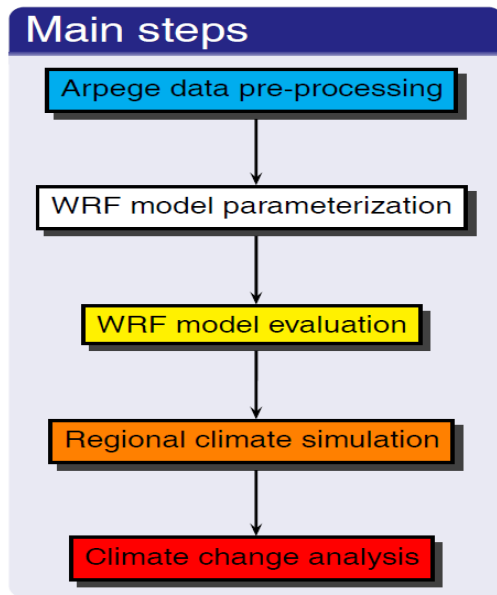 Main steps
Arpege data pre-processing
WRF model parameterization
WRF model evaluation
Regional climate simulation
Climate change analysis